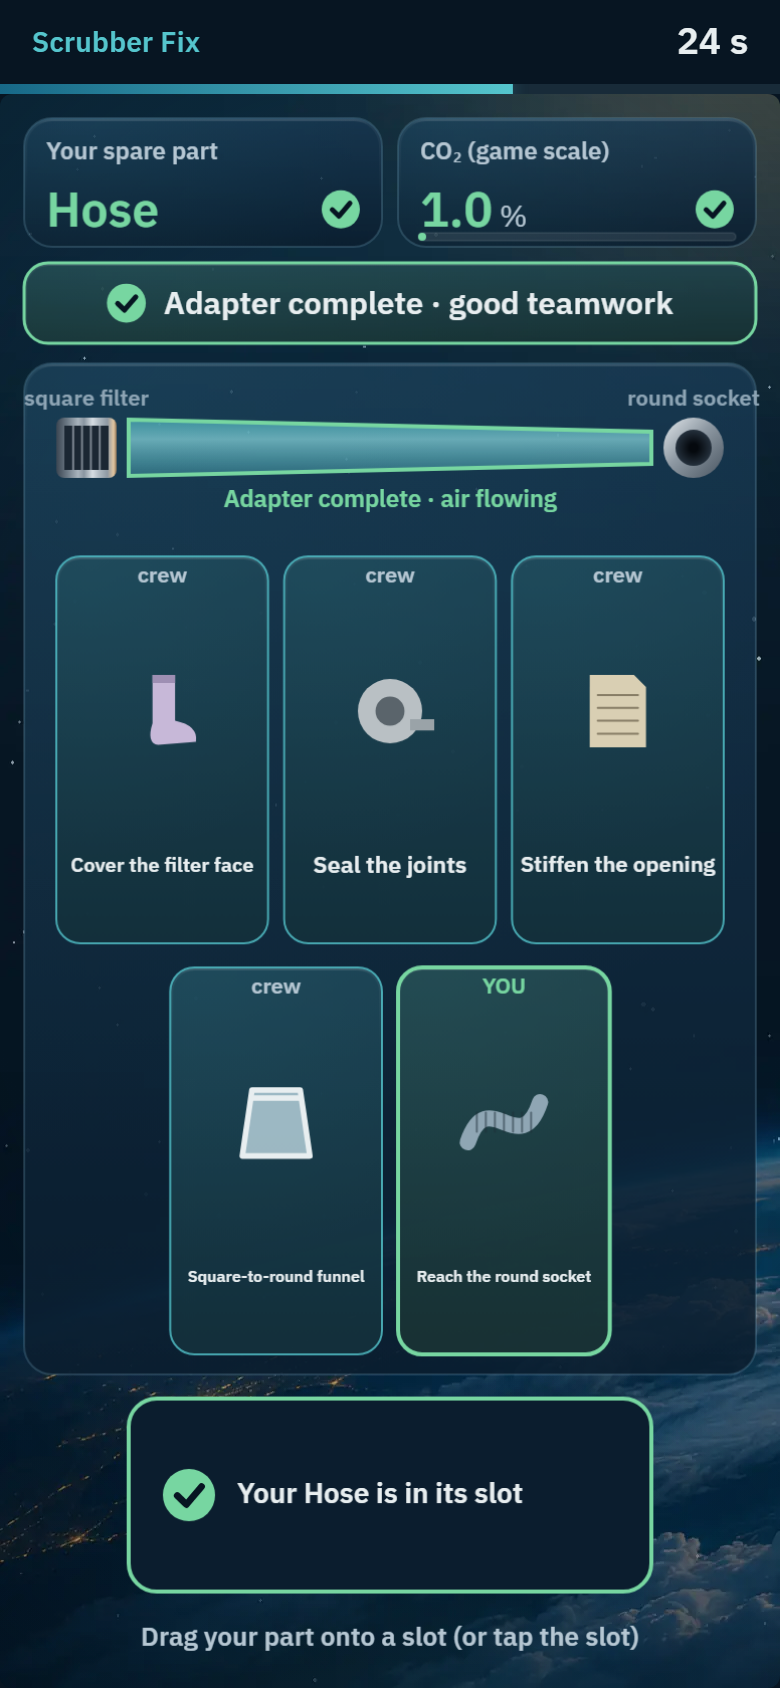 Scrubber Fix
24 s
Your spare part
Hose
CO₂ (game scale)
1.0 %
Adapter complete · good teamwork
square filter
round socket
Adapter complete · air flowing
crew
crew
crew
Cover the filter face
Seal the joints
Stiffen the opening
crew
YOU
Square-to-round funnel
Reach the round socket
Your Hose is in its slot
Drag your part onto a slot (or tap the slot)